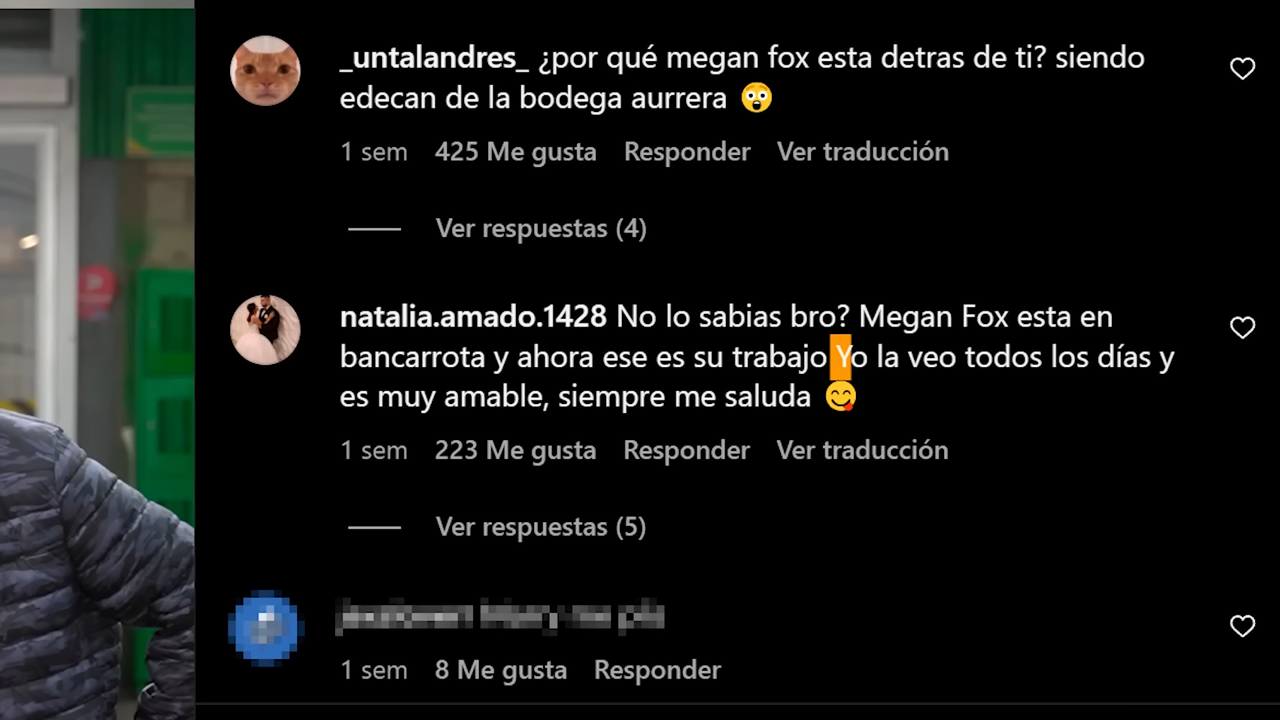 _untalandres_ ¿por qué megan fox esta detras de ti? siendo
edecan de la bodega aurrera 😲
1 sem 425 Me gusta Responder Ver traducción
Ver respuestas (4)
natalia.amado.1428 No lo sabias bro? Megan Fox esta en
bancarrota y ahora ese es su trabajo Yo la veo todos los días y
es muy amable, siempre me saluda 😋
1 sem 223 Me gusta Responder Ver traducción
Ver respuestas (5)
1 sem 8 Me gusta Responder